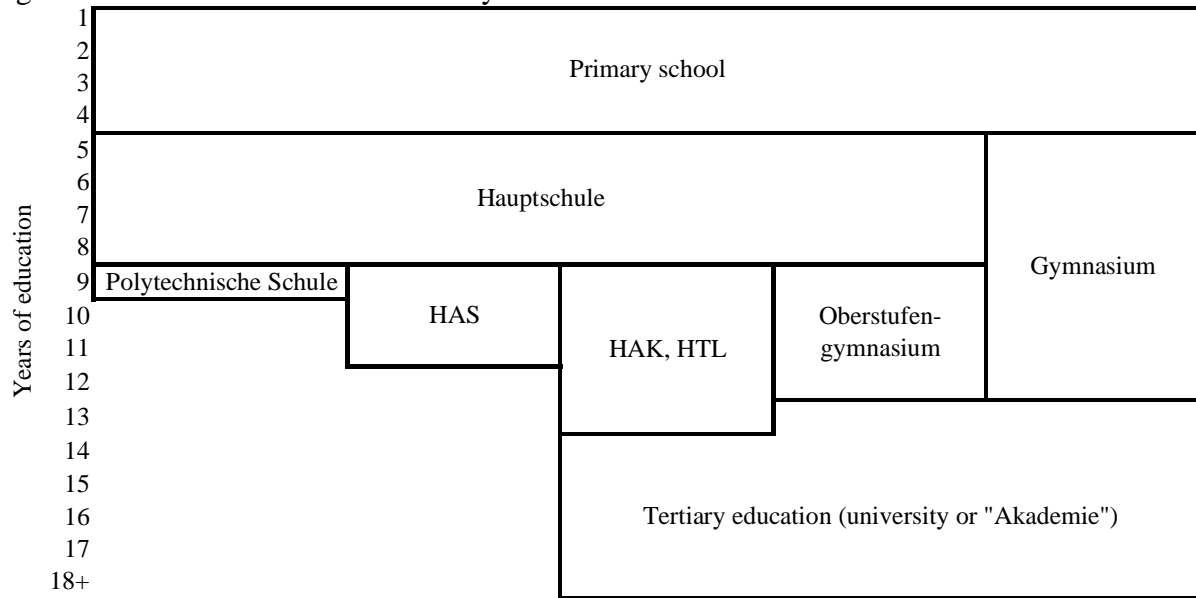 1
2
Primary school
3
4
5
6
Hauptschule
7
8
Gymnasium
9
Polytechnische Schule
10
HAS
Oberstufen-
gymnasium
11
HAK, HTL
12
13
14
15
16
Tertiary education (university or "Akademie")
17
18+
Years of education